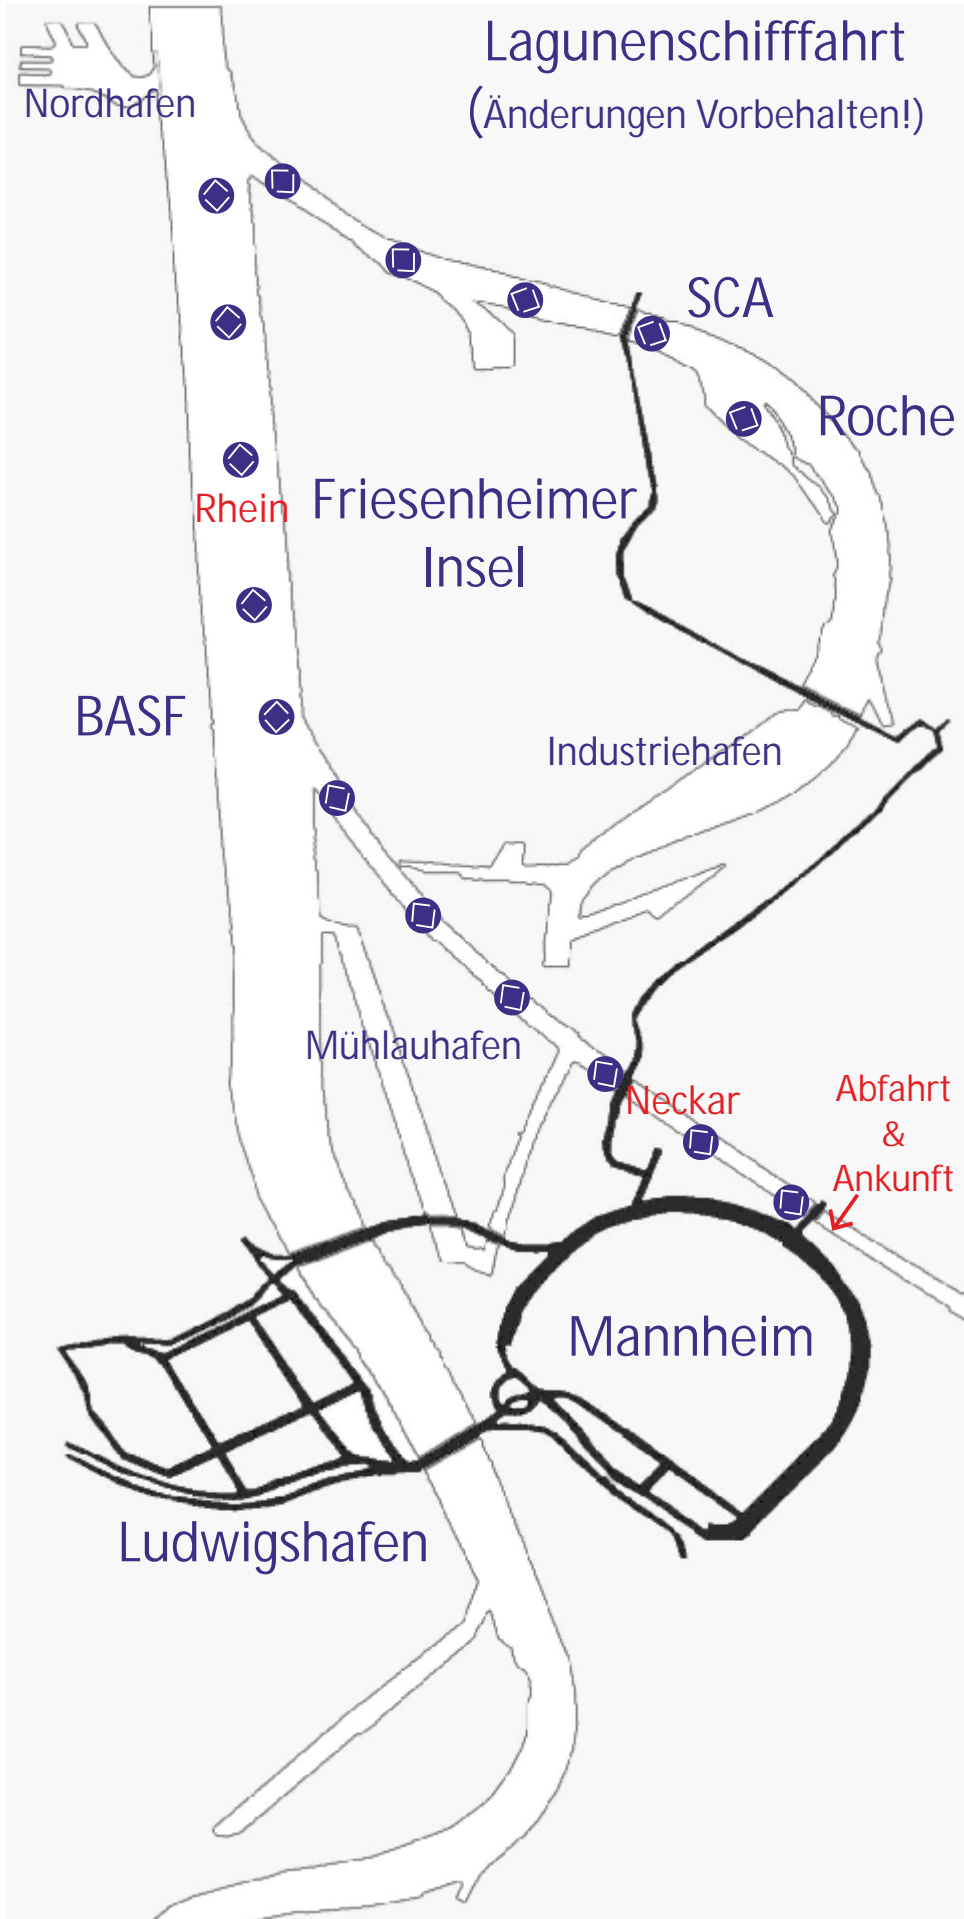 Lagunenschifffahrt
(Änderungen Vorbehalten!)
Nordhafen
SCA
Roche
Rhein
Friesenheimer
Insel
BASF
Industriehafen
Mühlauhafen
Neckar
Abfahrt
&
Ankunft
Mannheim
Ludwigshafen